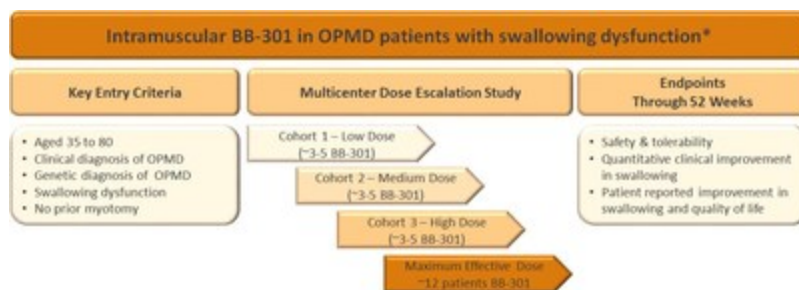 Intramuscular BB-301 in OPMD patients with swallowing dysfunction*
Key Entry Criteria
• Aged 35 to 80
• Clinical diagnosis of OPMD
• Genetic diagnosis of OPMD
• Swallowing dysfunction
• No prior myotomy
Multicenter Dose Escalation Study
Cohort 1 – Low Dose
(~3-5 BB-301)
Cohort 2 – Medium Dose
(~3-5 BB-301)
Cohort 3 – High Dose
(~3-5 BB-301)
Maximum Effective Dose
~12 patients BB-301
Endpoints
Through 52 Weeks
• Safety & tolerability
• Quantitative clinical improvement
in swallowing
• Patient reported improvement in
swallowing and quality of life